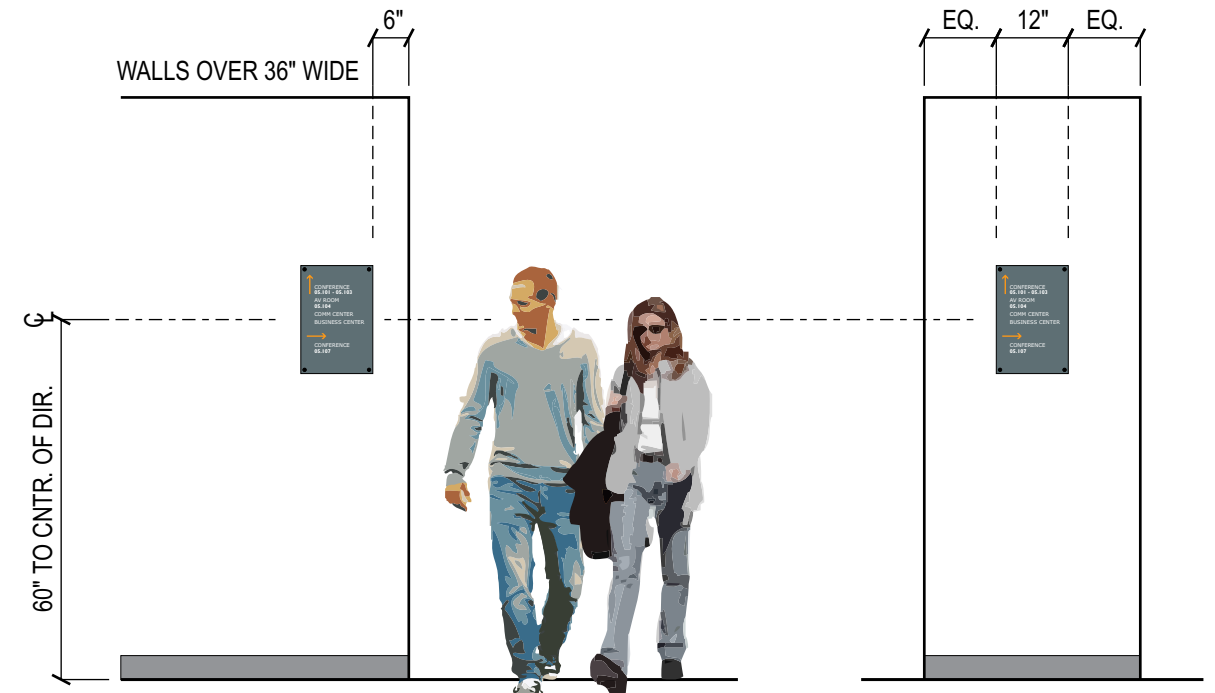 6"
EQ. 12" EQ.
WALLS OVER 36" WIDE
CONFERENCE
05.101 - 05.103
AV ROOM
05.104
COMM CENTER
BUSINESS CENTER
CONFERENCE
05.107
CONFERENCE
05.101 - 05.103
AV ROOM
05.104
COMM CENTER
BUSINESS CENTER
CONFERENCE
05.107
℄
60" TO CNTR. OF DIR.